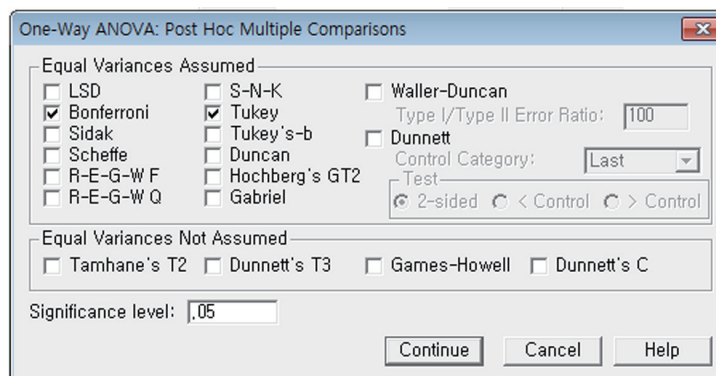 One-Way ANOVA: Post Hoc Multiple Comparisons
Equal Variances Assumed
LSD S-N-K Waller-Duncan
Bonferroni Tukey Type I/Type II Error Ratio: 100
Sidak Tukey's-b Dunnett
Scheffe Duncan Control Category: Last
R-E-G-W F Hochberg's GT2 Test
R-E-G-W Q Gabriel 2-sided < Control > Control
Equal Variances Not Assumed
Tamhane's T2 Dunnett's T3 Games-Howell Dunnett's C
Significance level: .05
Continue Cancel Help